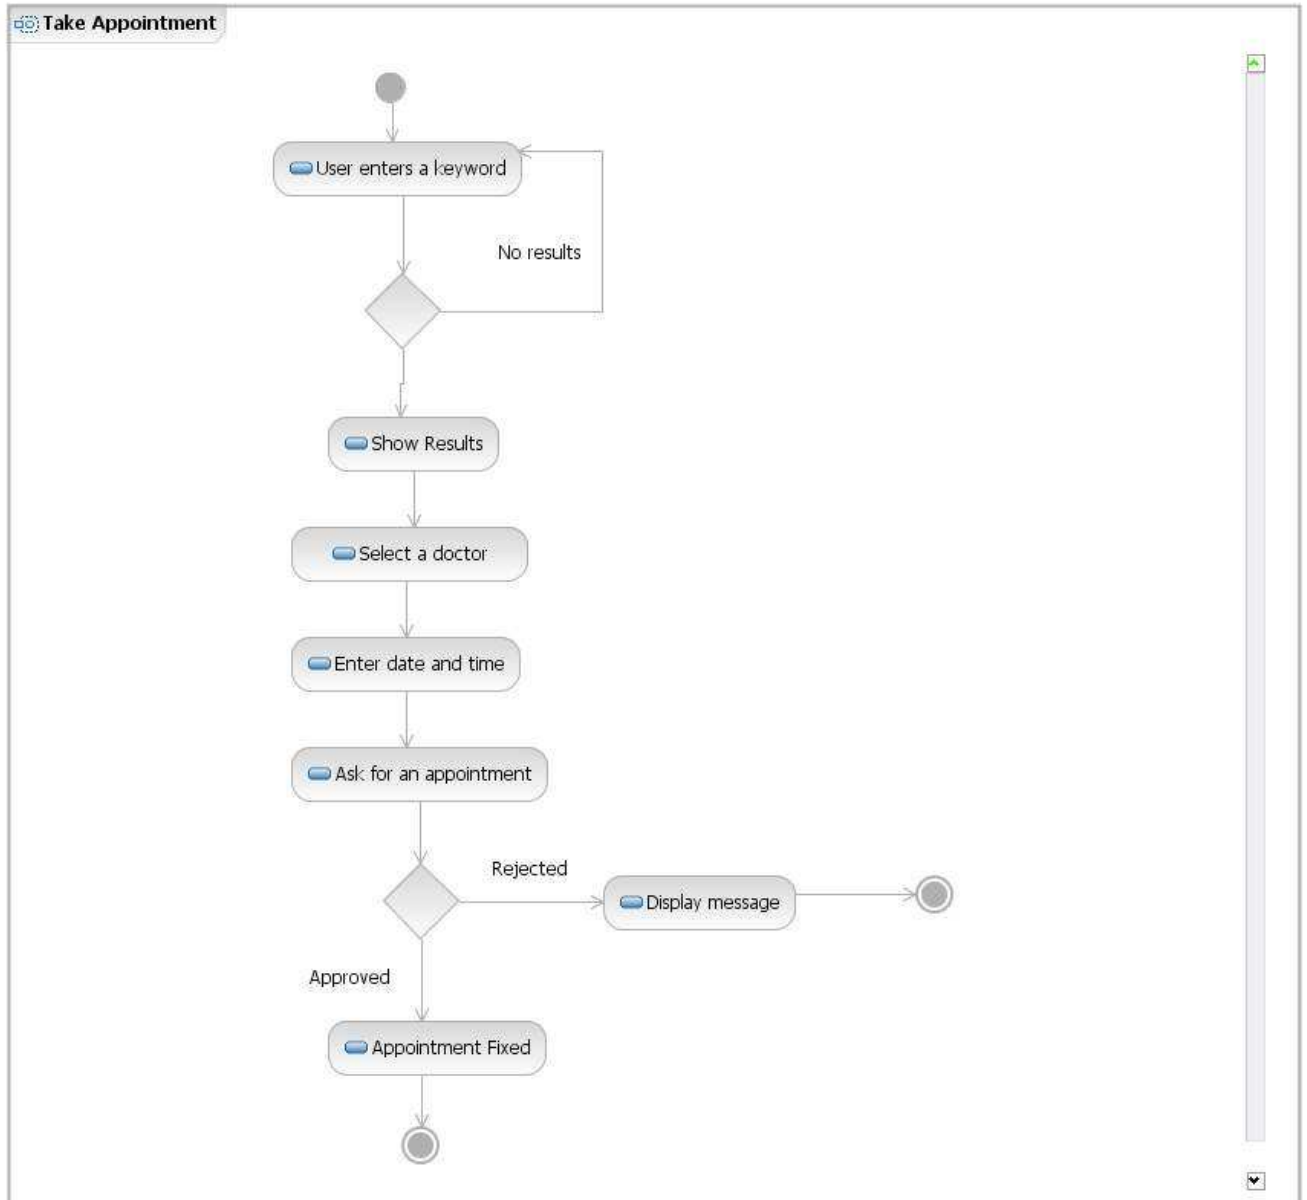 Take Appointment
User enters a keyword
No results
Show Results
Select a doctor
Enter date and time
Ask for an appointment
Rejected
Display message
Approved
Appointment Fixed